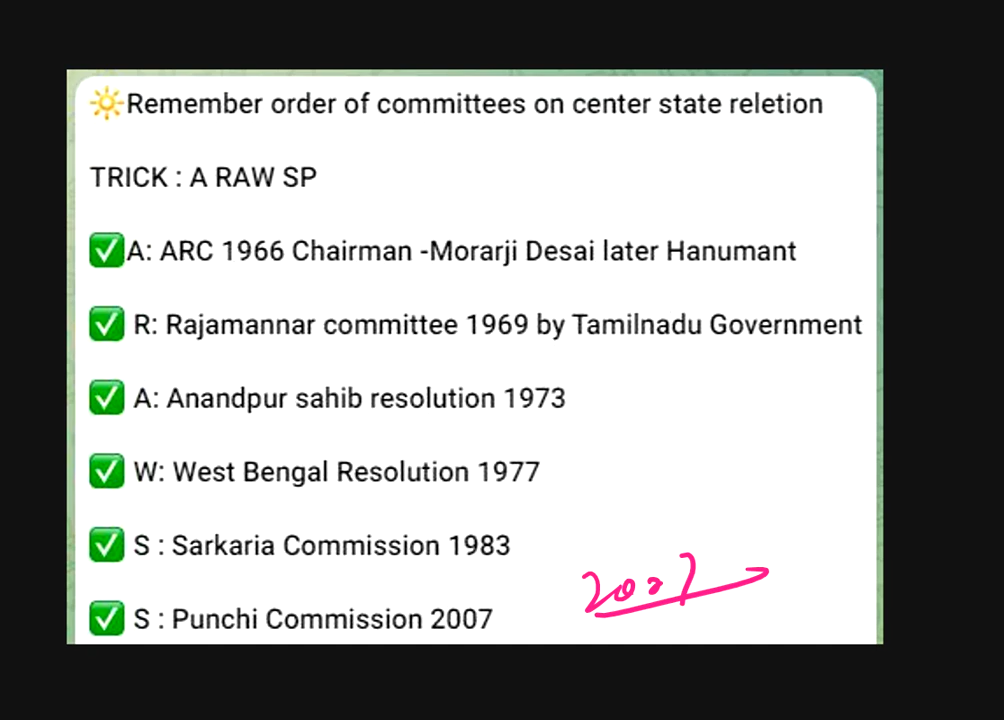 ☀️Remember order of committees on center state reletion
TRICK : A RAW SP
✅A: ARC 1966 Chairman -Morarji Desai later Hanumant
✅ R: Rajamannar committee 1969 by Tamilnadu Government
✅ A: Anandpur sahib resolution 1973
✅ W: West Bengal Resolution 1977
✅ S : Sarkaria Commission 1983
✅ S : Punchi Commission 2007
2007